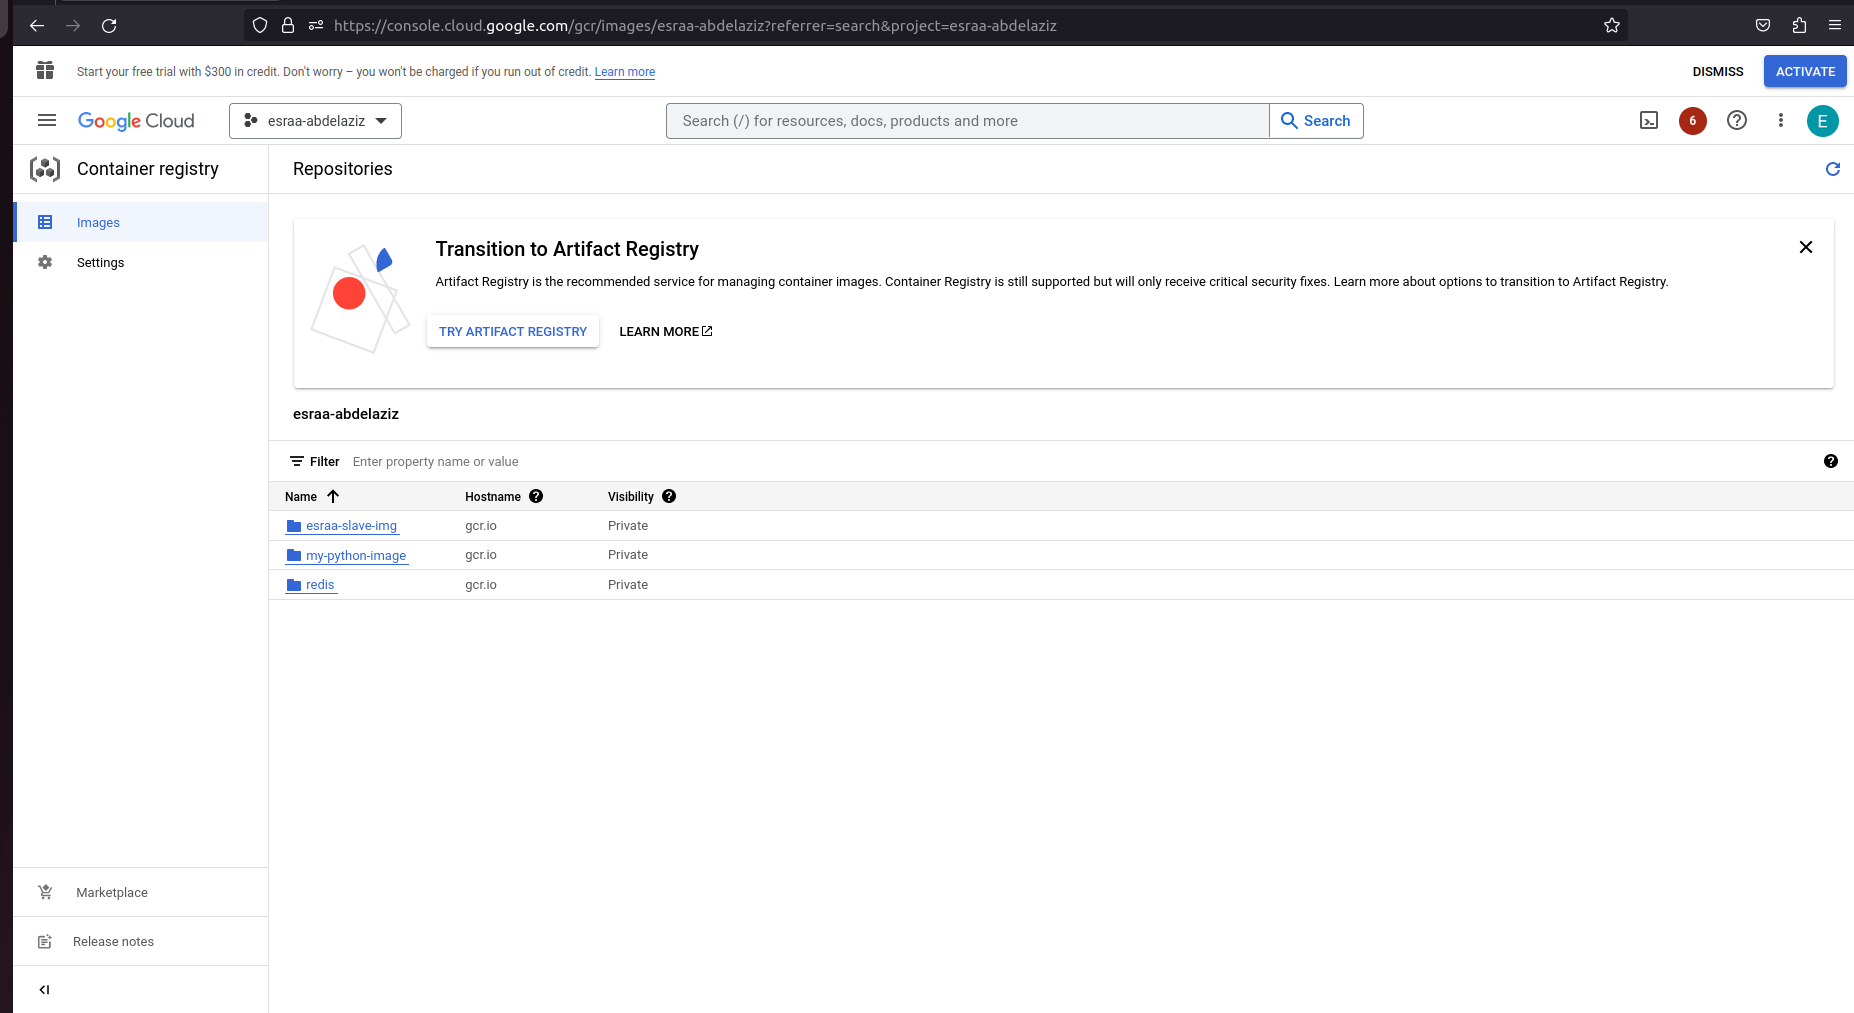 https://console.cloud.google.com/gcr/images/esraa-abdelaziz?referrer=search&project=esraa-abdelaziz
Start your free trial with $300 in credit. Don't worry – you won't be charged if you run out of credit. Learn more
DISMISS
ACTIVATE
Google Cloud
esraa-abdelaziz
Search (/) for resources, docs, products and more
Search
6
E
Container registry
Repositories
Images
Settings
Transition to Artifact Registry
Artifact Registry is the recommended service for managing container images. Container Registry is still supported but will only receive critical security fixes. Learn more about options to transition to Artifact Registry.
TRY ARTIFACT REGISTRY
LEARN MORE
esraa-abdelaziz
Filter Enter property name or value
Name Hostname Visibility
esraa-slave-img gcr.io Private
my-python-image gcr.io Private
redis gcr.io Private
Marketplace
Release notes